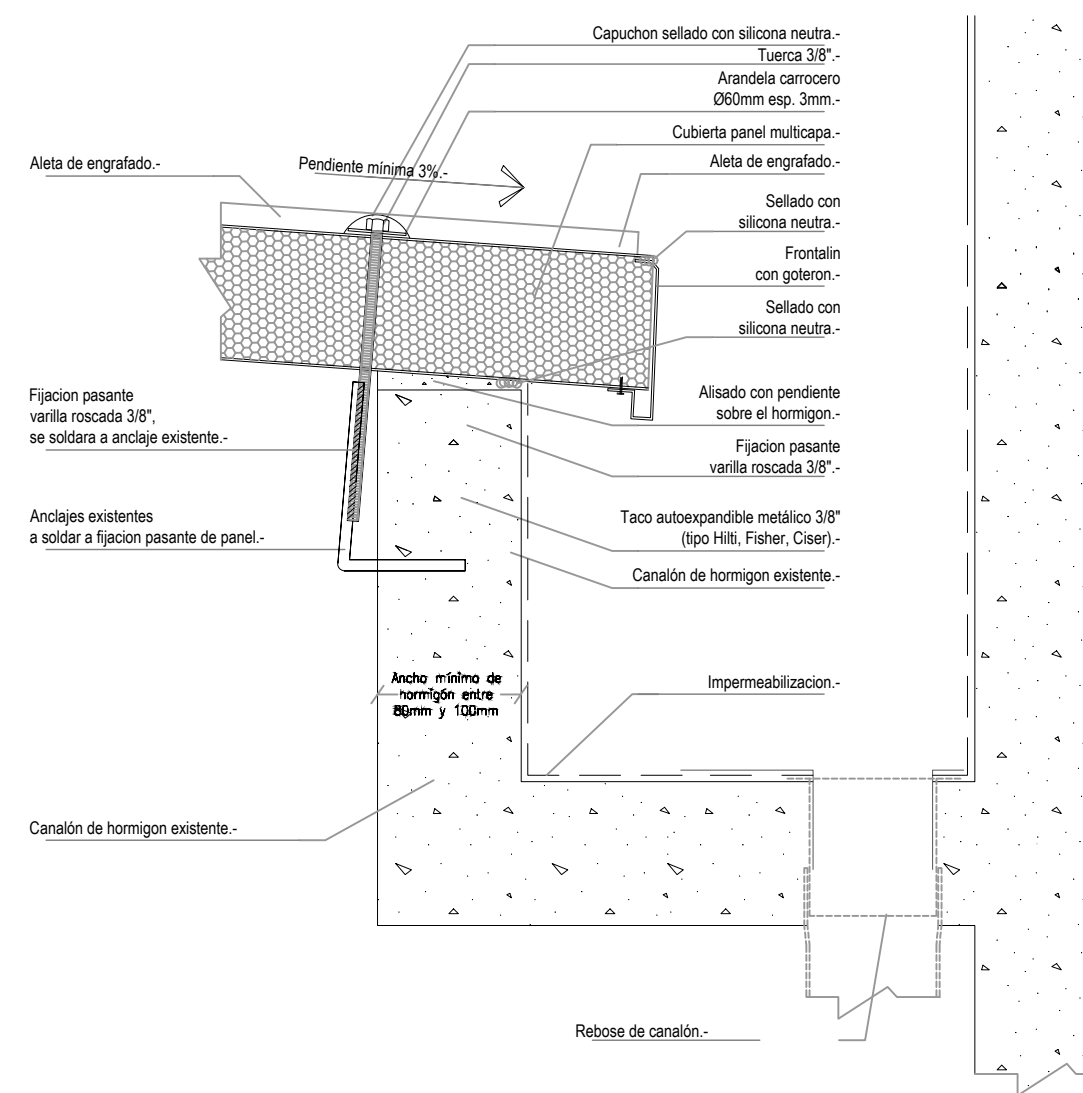 Capuchon sellado con silicona neutra.-
Tuerca 3/8".-
Arandela carrocero
Ø60mm esp. 3mm.-
Cubierta panel multicapa.-
Aleta de engrafado.-
Pendiente mínima 3%.-
Aleta de engrafado.-
Sellado con
silicona neutra.-
Frontalin
con goteron.-
Sellado con
silicona neutra.-
Fijacion pasante
varilla roscada 3/8",
se soldara a anclaje existente.-
Alisado con pendiente
sobre el hormigon.-
Fijacion pasante
varilla roscada 3/8".-
Anclajes existentes
a soldar a fijacion pasante de panel.-
Taco autoexpandible metálico 3/8"
(tipo Hilti, Fisher, Ciser).-
Canalón de hormigon existente.-
Ancho mínimo de
hormigón entre
80mm y 100mm
Impermeabilizacion.-
Canalón de hormigon existente.-
Rebose de canalón.-